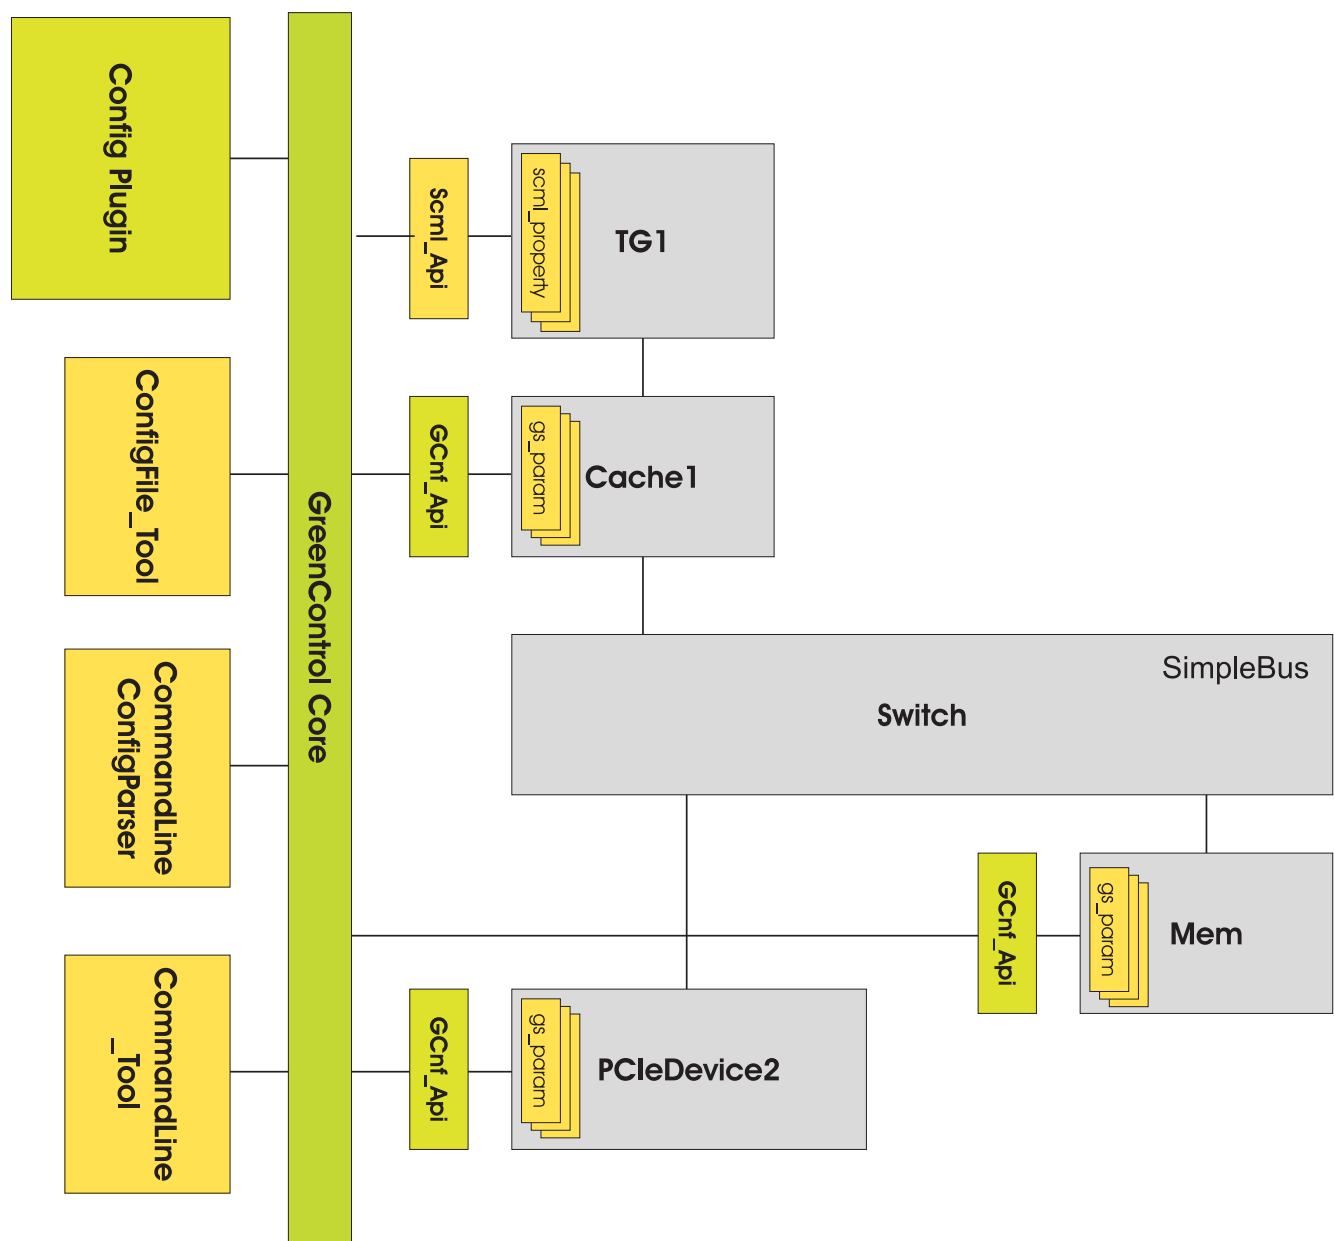 Config Plugin
ConfigFile_Tool
CommandLine
ConfigParser
CommandLine
_Tool
GreenControl Core
Scml_Api
scml_property
TG1
GCnf_Api
gs_param
Cache1
SimpleBus
Switch
GCnf_Api
gs_param
Mem
GCnf_Api
gs_param
PCIeDevice2